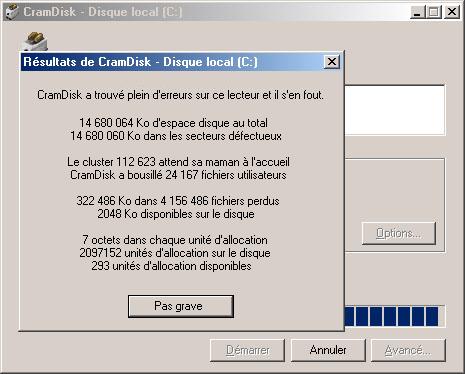 CramDisk - Disque local (C:)
Résultats de CramDisk - Disque local (C:)
CramDisk a trouvé plein d'erreurs sur ce lecteur et il s'en fout.
14 680 064 Ko d'espace disque au total
14 680 060 Ko dans les secteurs défectueux
Le cluster 112 623 attend sa maman à l'accueil
CramDisk a bousillé 24 167 fichiers utilisateurs
322 486 Ko dans 4 156 486 fichiers perdus
2048 Ko disponibles sur le disque
7 octets dans chaque unité d'allocation
2097152 unités d'allocation sur le disque
293 unités d'allocation disponibles
Pas grave
Options...
Démarrer
Annuler
Avancé...